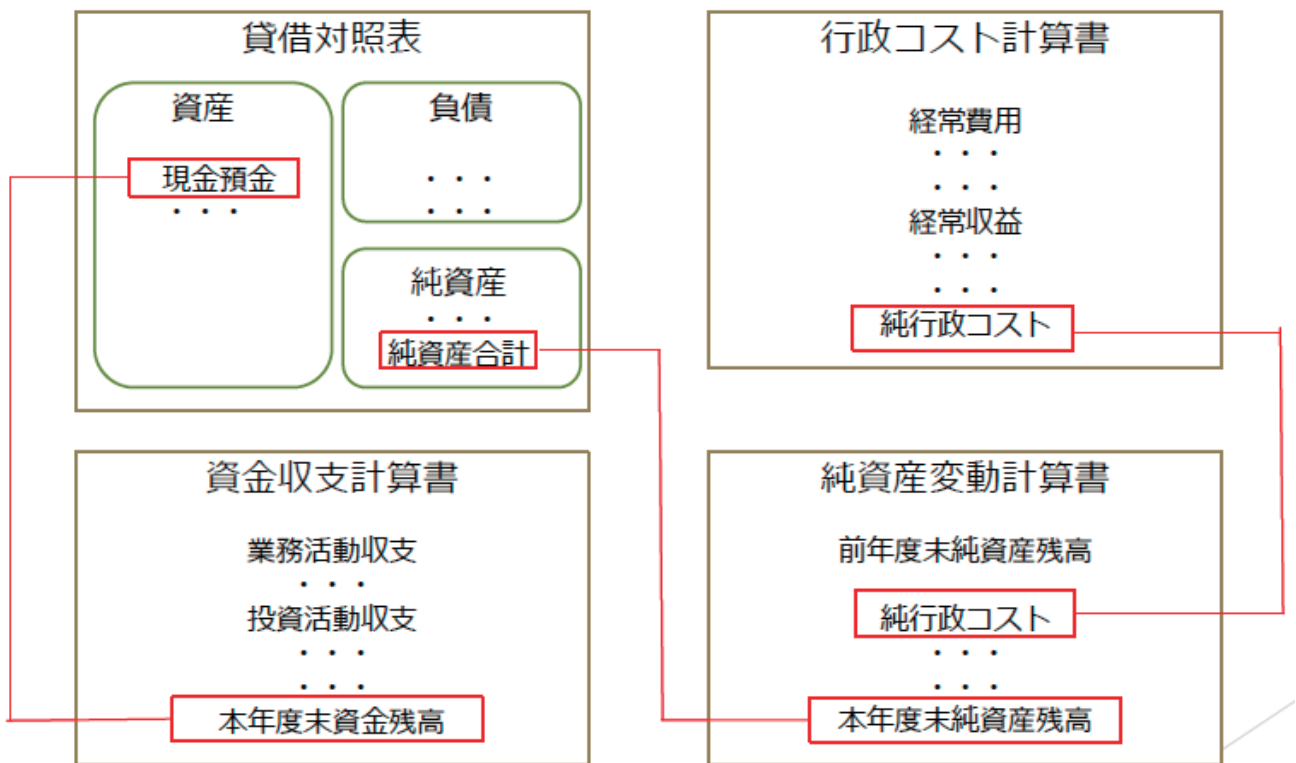 貸借対照表
資産
現金預金
・・・
負債
・・・
・・・
純資産
・・・
純資産合計
行政コスト計算書
経常費用
・・・
・・・
経常収益
・・・
・・・
純行政コスト
資金収支計算書
業務活動収支
・・・
投資活動収支
・・・
・・・
本年度末資金残高
純資産変動計算書
前年度末純資産残高
純行政コスト
・・・
・・・
本年度末純資産残高